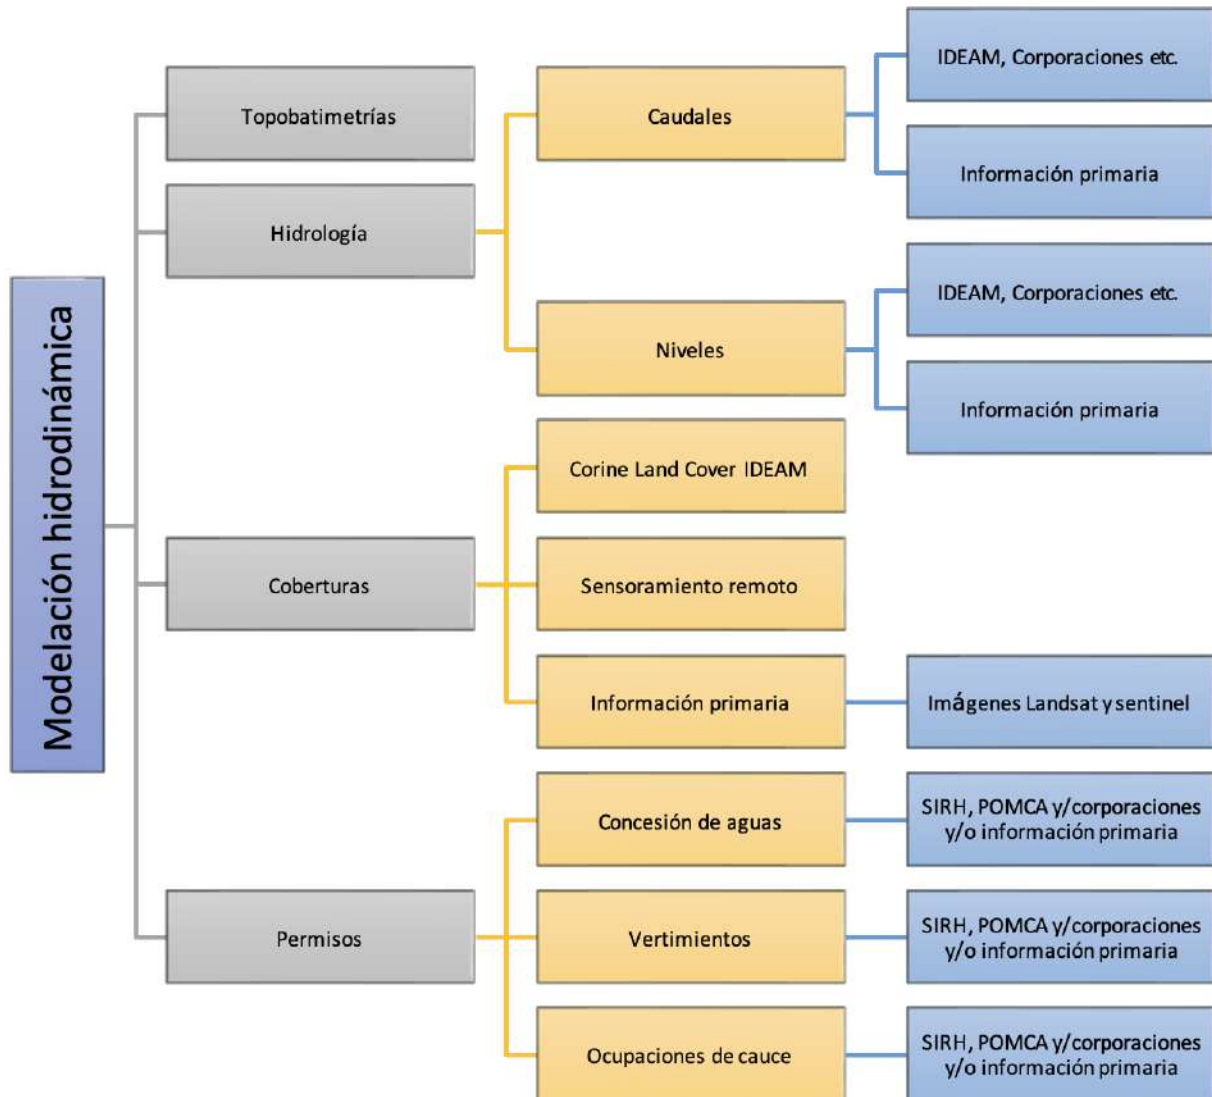 Modelación hidrodinámica
Topobatimetrías
Hidrología
Caudales
IDEAM, Corporaciones etc.
Información primaria
Niveles
IDEAM, Corporaciones etc.
Información primaria
Coberturas
Corine Land Cover IDEAM
Sensoramiento remoto
Información primaria
Imágenes Landsat y sentinel
Permisos
Concesión de aguas
SIRH, POMCA y/corporaciones
y/o información primaria
Vertimientos
SIRH, POMCA y/corporaciones
y/o información primaria
Ocupaciones de cauce
SIRH, POMCA y/corporaciones
y/o información primaria